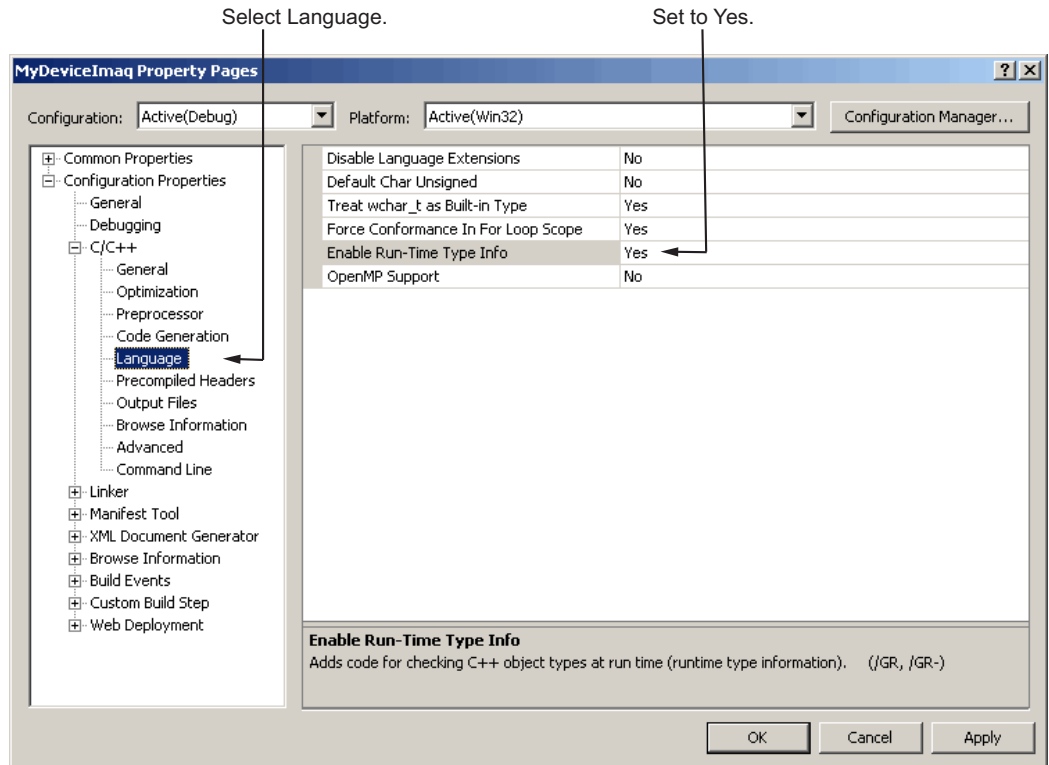 Select Language. Set to Yes.
MyDeviceImaq Property Pages
Configuration: Active(Debug) Platform: Active(Win32) Configuration Manager...
Common Properties
Configuration Properties
General
Debugging
C/C++
General
Optimization
Preprocessor
Code Generation
Language
Precompiled Headers
Output Files
Browse Information
Advanced
Command Line
Linker
Manifest Tool
XML Document Generator
Browse Information
Build Events
Custom Build Step
Web Deployment
Disable Language Extensions No
Default Char Unsigned No
Treat wchar_t as Built-in Type Yes
Force Conformance In For Loop Scope Yes
Enable Run-Time Type Info Yes
OpenMP Support No
Enable Run-Time Type Info
Adds code for checking C++ object types at run time (runtime type information). (/GR, /GR-)
OK Cancel Apply